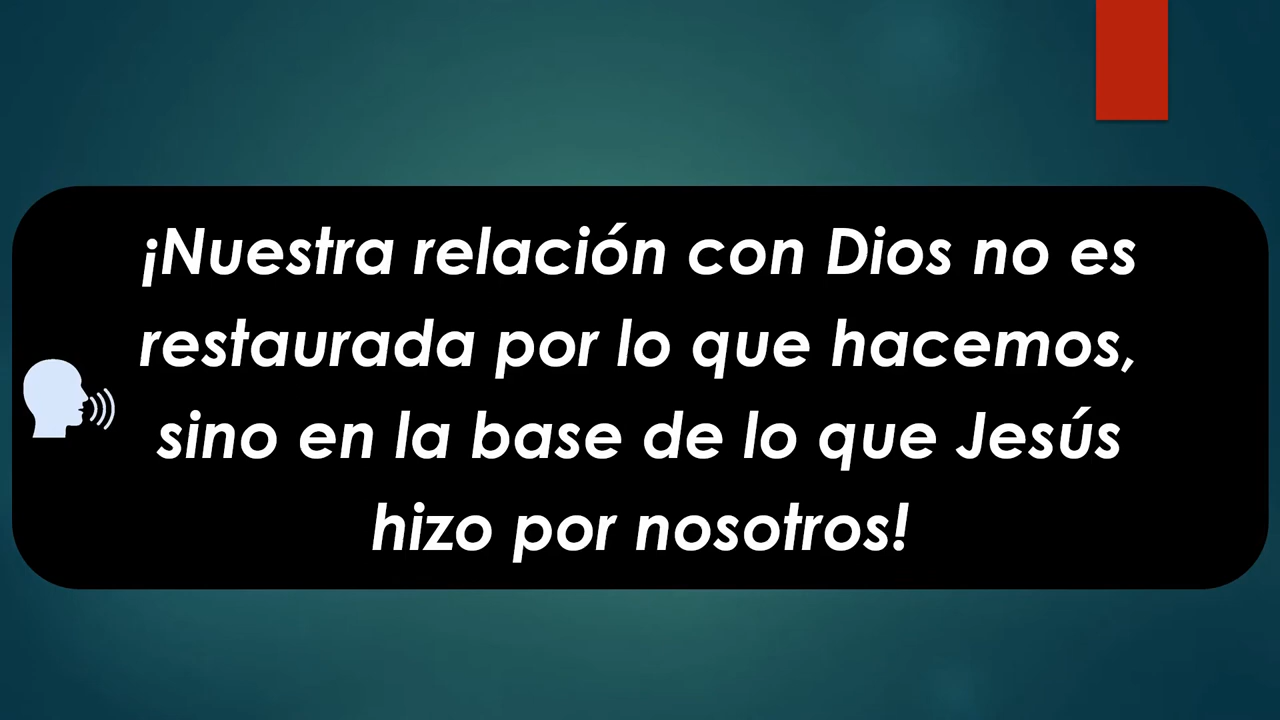 ¡Nuestra relación con Dios no es
restaurada por lo que hacemos,
sino en la base de lo que Jesús
hizo por nosotros!